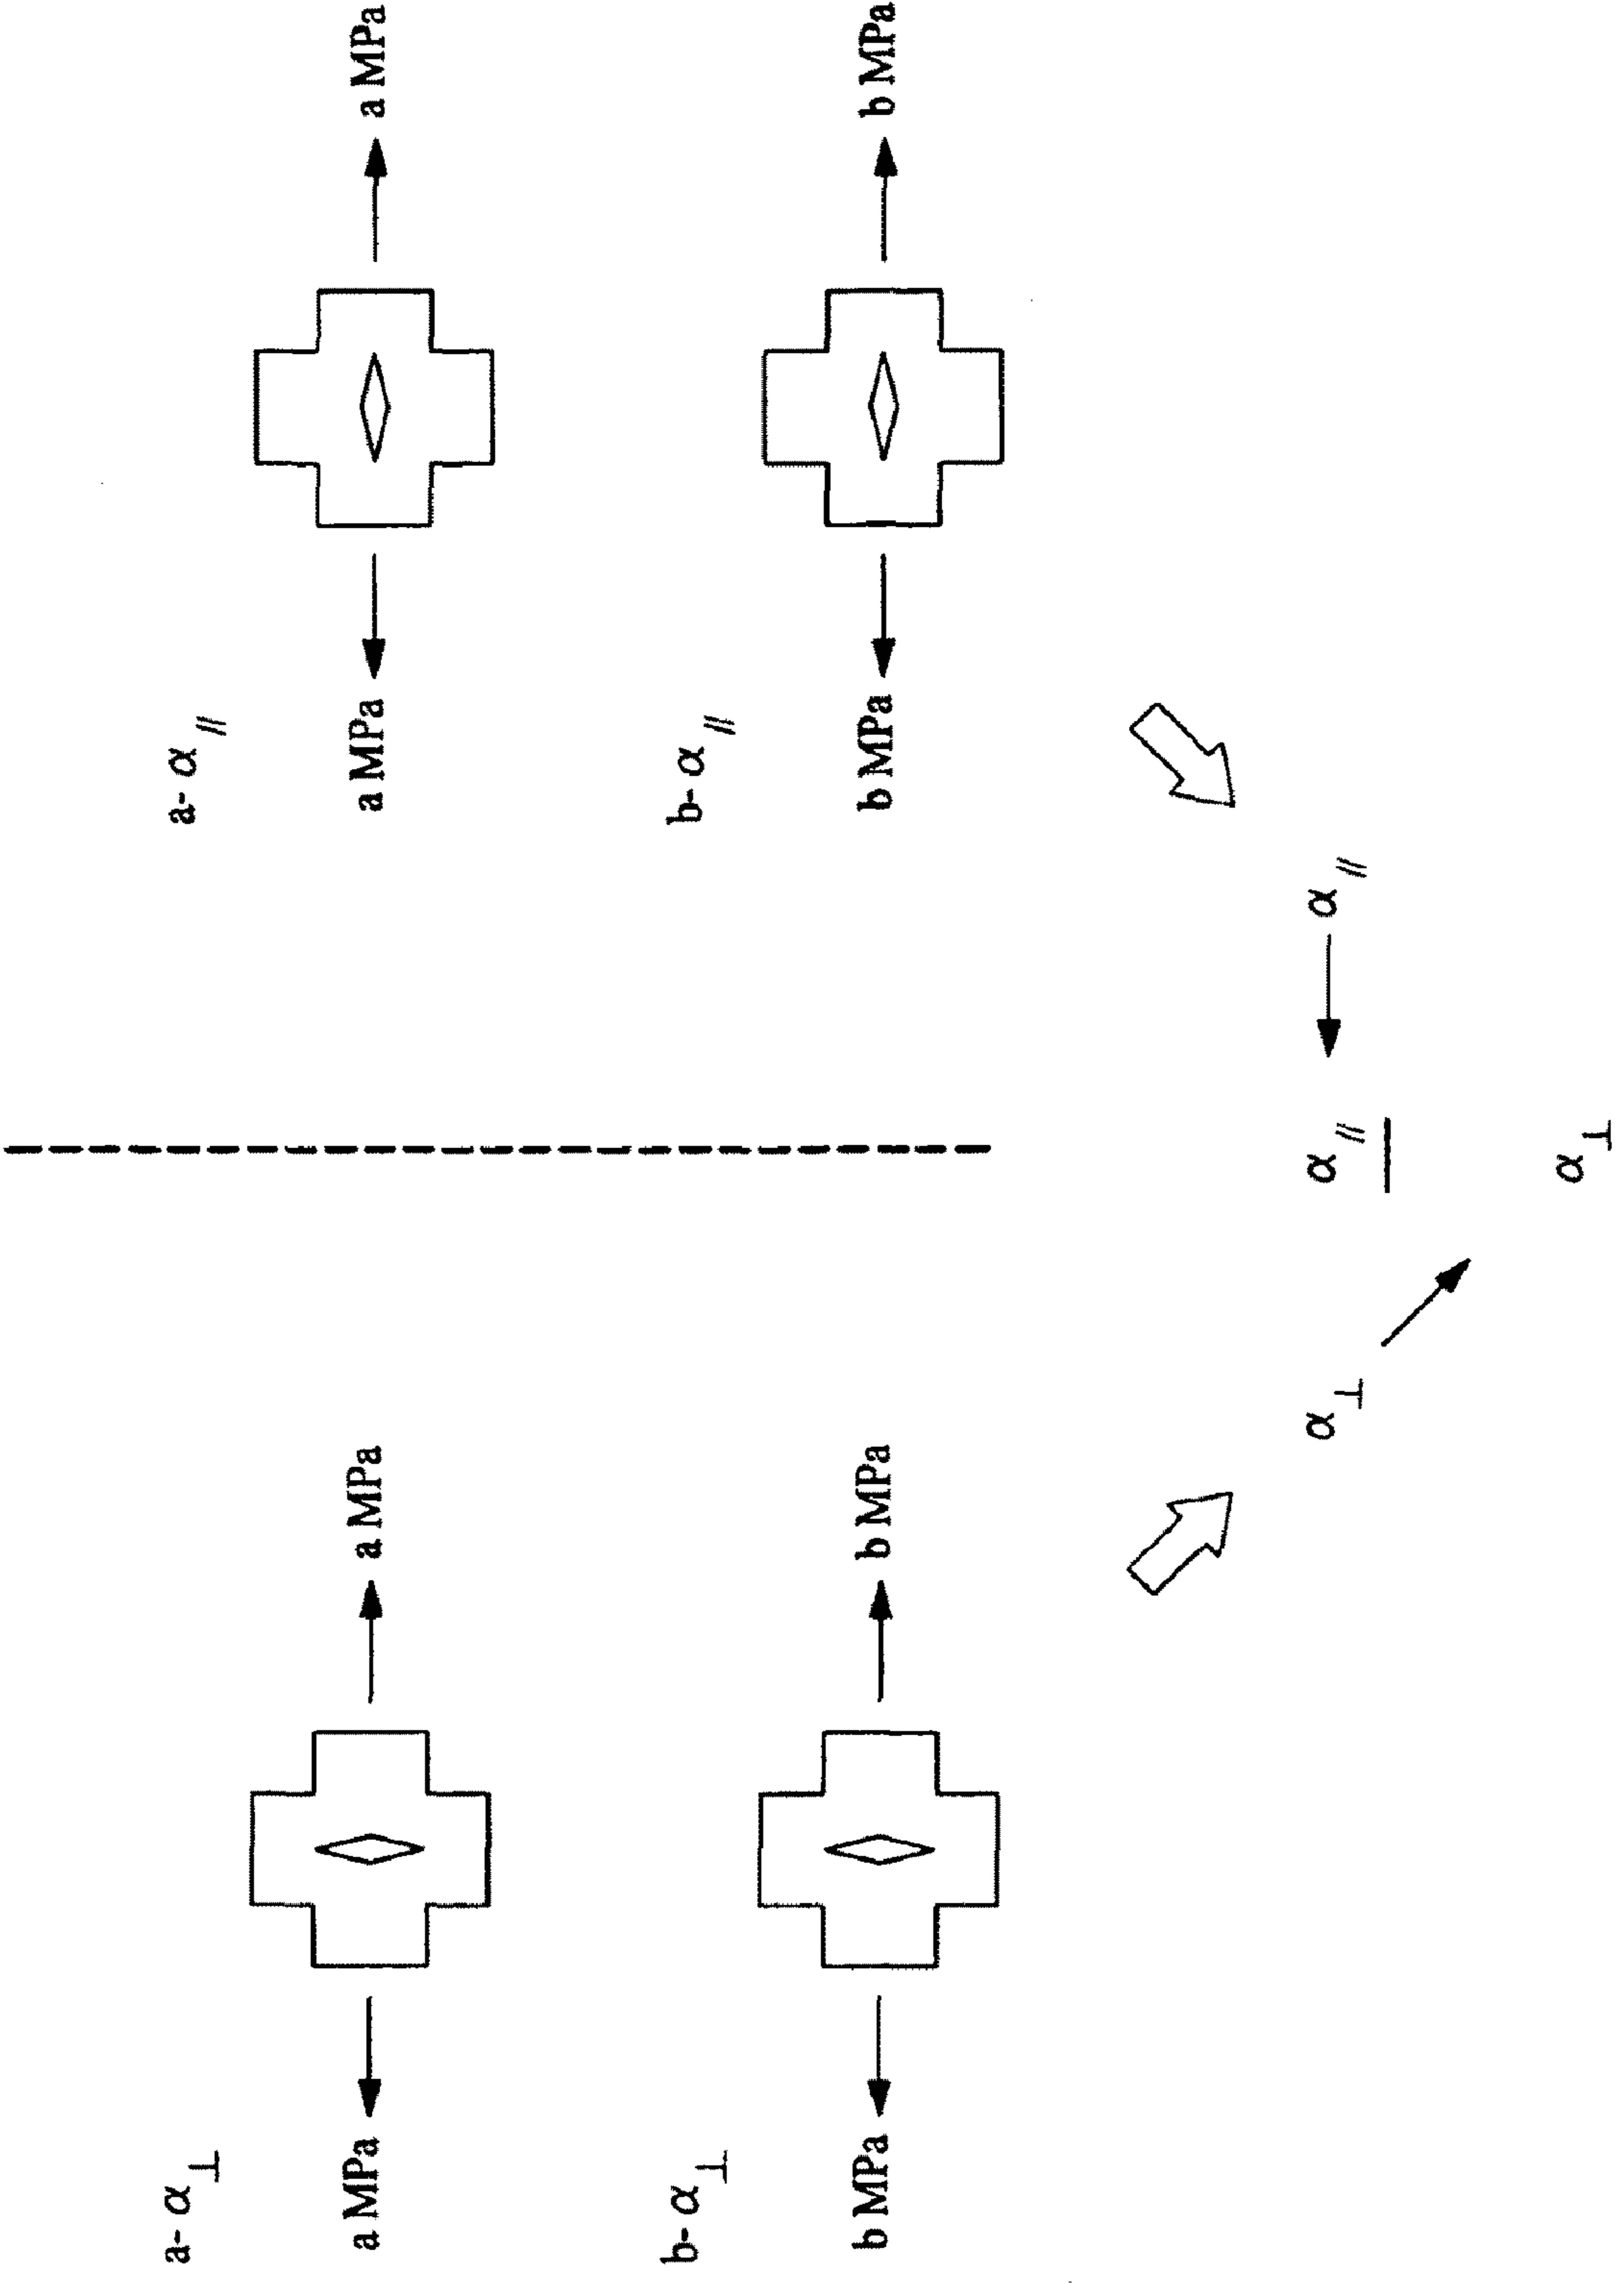 a- α ⊥
a- α //
a MPa
a MPa
a MPa
a MPa
b- α ⊥
b- α //
b MPa
b MPa
b MPa
b MPa
α ⊥
α //
α //
α ⊥